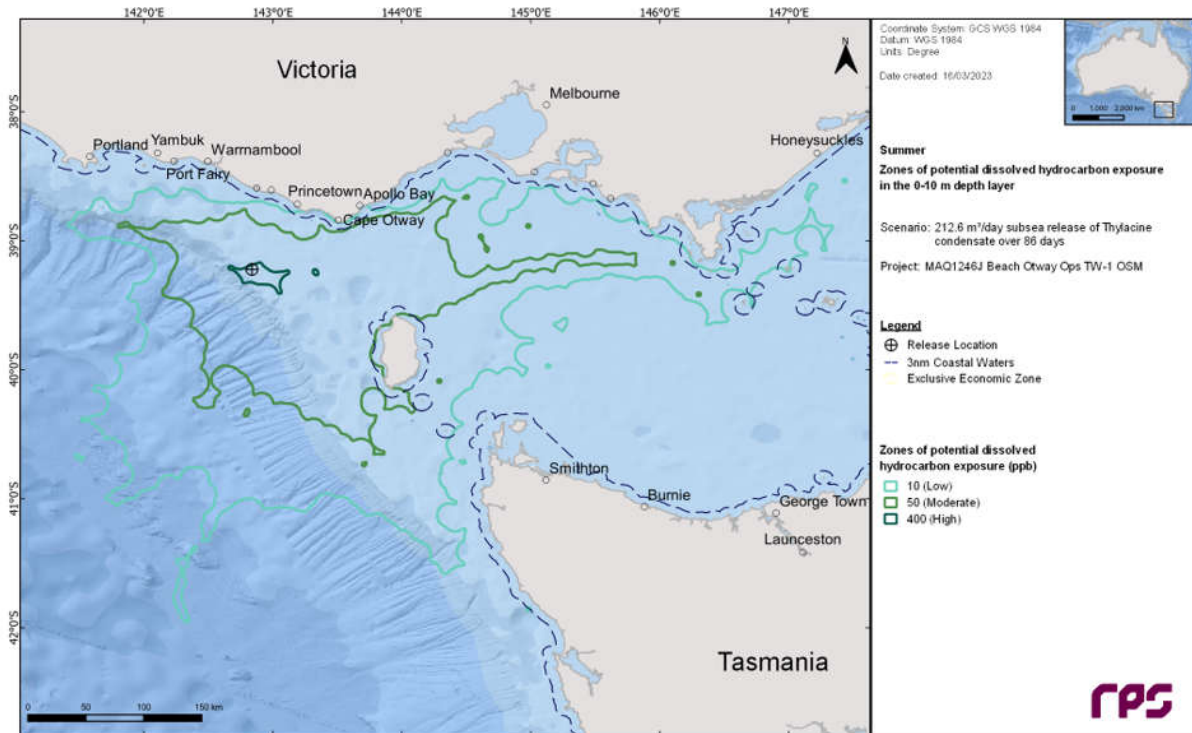 142°0'E
143°0'E
144°0'E
145°0'E
146°0'E
147°0'E
38°0'S
39°0'S
40°0'S
41°0'S
42°0'S
N
Victoria
Melbourne
Portland
Yambuk
Warrnambool
Honeysuckles
Port Fairy
Princetown
Apollo Bay
Cape Otway
Smithton
Burnie
George Town
Launceston
Tasmania
0 50 100 150 km
Coordinate System: GCS WGS 1984
Datum: WGS 1984
Units: Degree
Date created: 16/03/2023
0 1,000 2,000 km
Summer
Zones of potential dissolved hydrocarbon exposure
in the 0-10 m depth layer
Scenario: 212.6 m³/day subsea release of Thylacine
condensate over 86 days
Project: MAQ1246J Beach Otway Ops TW-1 OSM
Legend
Release Location
3nm Coastal Waters
Exclusive Economic Zone
Zones of potential dissolved
hydrocarbon exposure (ppb)
10 (Low)
50 (Moderate)
400 (High)
rps